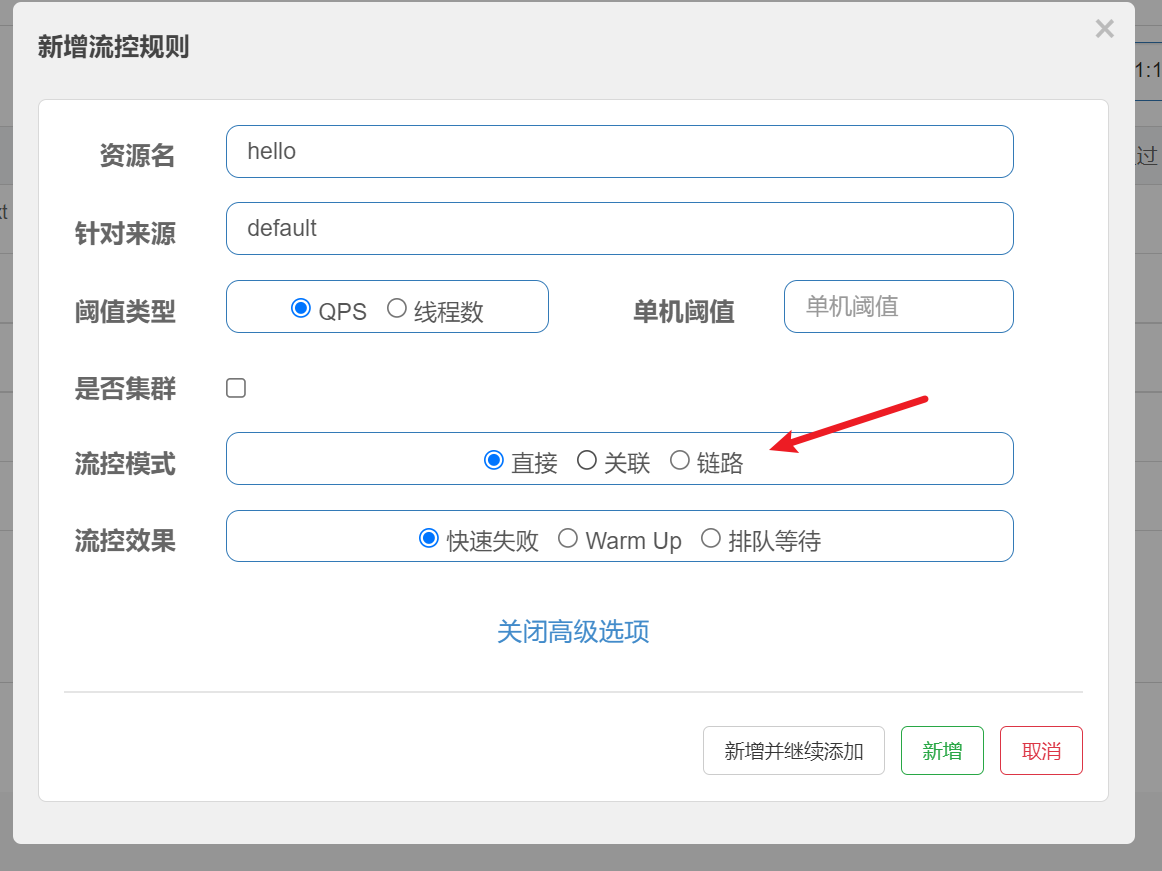 新增流控规则
×
1:1
资源名 hello
过
xt
针对来源 default
阈值类型 QPS 线程数 单机阈值 单机阈值
是否集群
流控模式 直接 关联 链路
流控效果 快速失败 Warm Up 排队等待
关闭高级选项
新增并继续添加 新增 取消